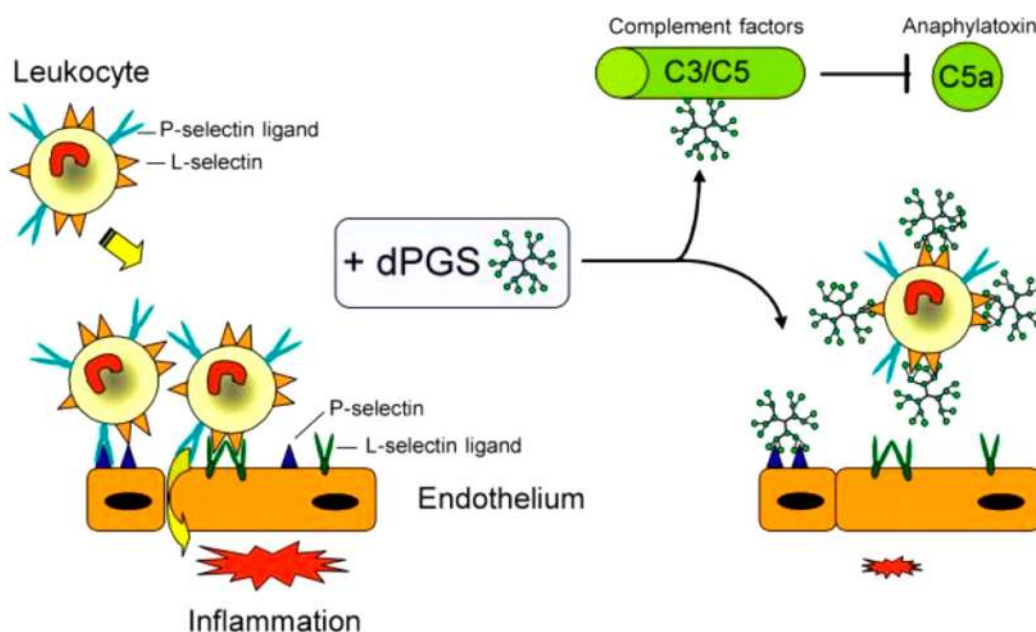 Complement factors
Anaphylatoxin
Leukocyte
C3/C5
C5a
P-selectin ligand
L-selectin
+ dPGS
P-selectin
L-selectin ligand
Endothelium
Inflammation